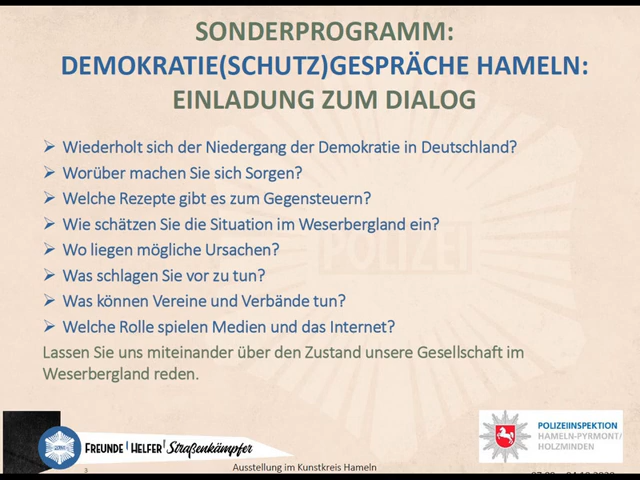 SONDERPROGRAMM:
DEMOKRATIE(SCHUTZ)GESPRÄCHE HAMELN:
EINLADUNG ZUM DIALOG
➢ Wiederholt sich der Niedergang der Demokratie in Deutschland?
➢ Worüber machen Sie sich Sorgen?
➢ Welche Rezepte gibt es zum Gegensteuern?
➢ Wie schätzen Sie die Situation im Weserbergland ein?
➢ Wo liegen mögliche Ursachen?
➢ Was schlagen Sie vor zu tun?
➢ Was können Vereine und Verbände tun?
➢ Welche Rolle spielen Medien und das Internet?
Lassen Sie uns miteinander über den Zustand unsere Gesellschaft im
Weserbergland reden.
POLIZEI
FREUNDE HELFER Straßenkämpfer
POLIZEIINSPEKTION
HAMELN-PYRMONT/
HOLZMINDEN
3
Ausstellung im Kunstkreis Hameln